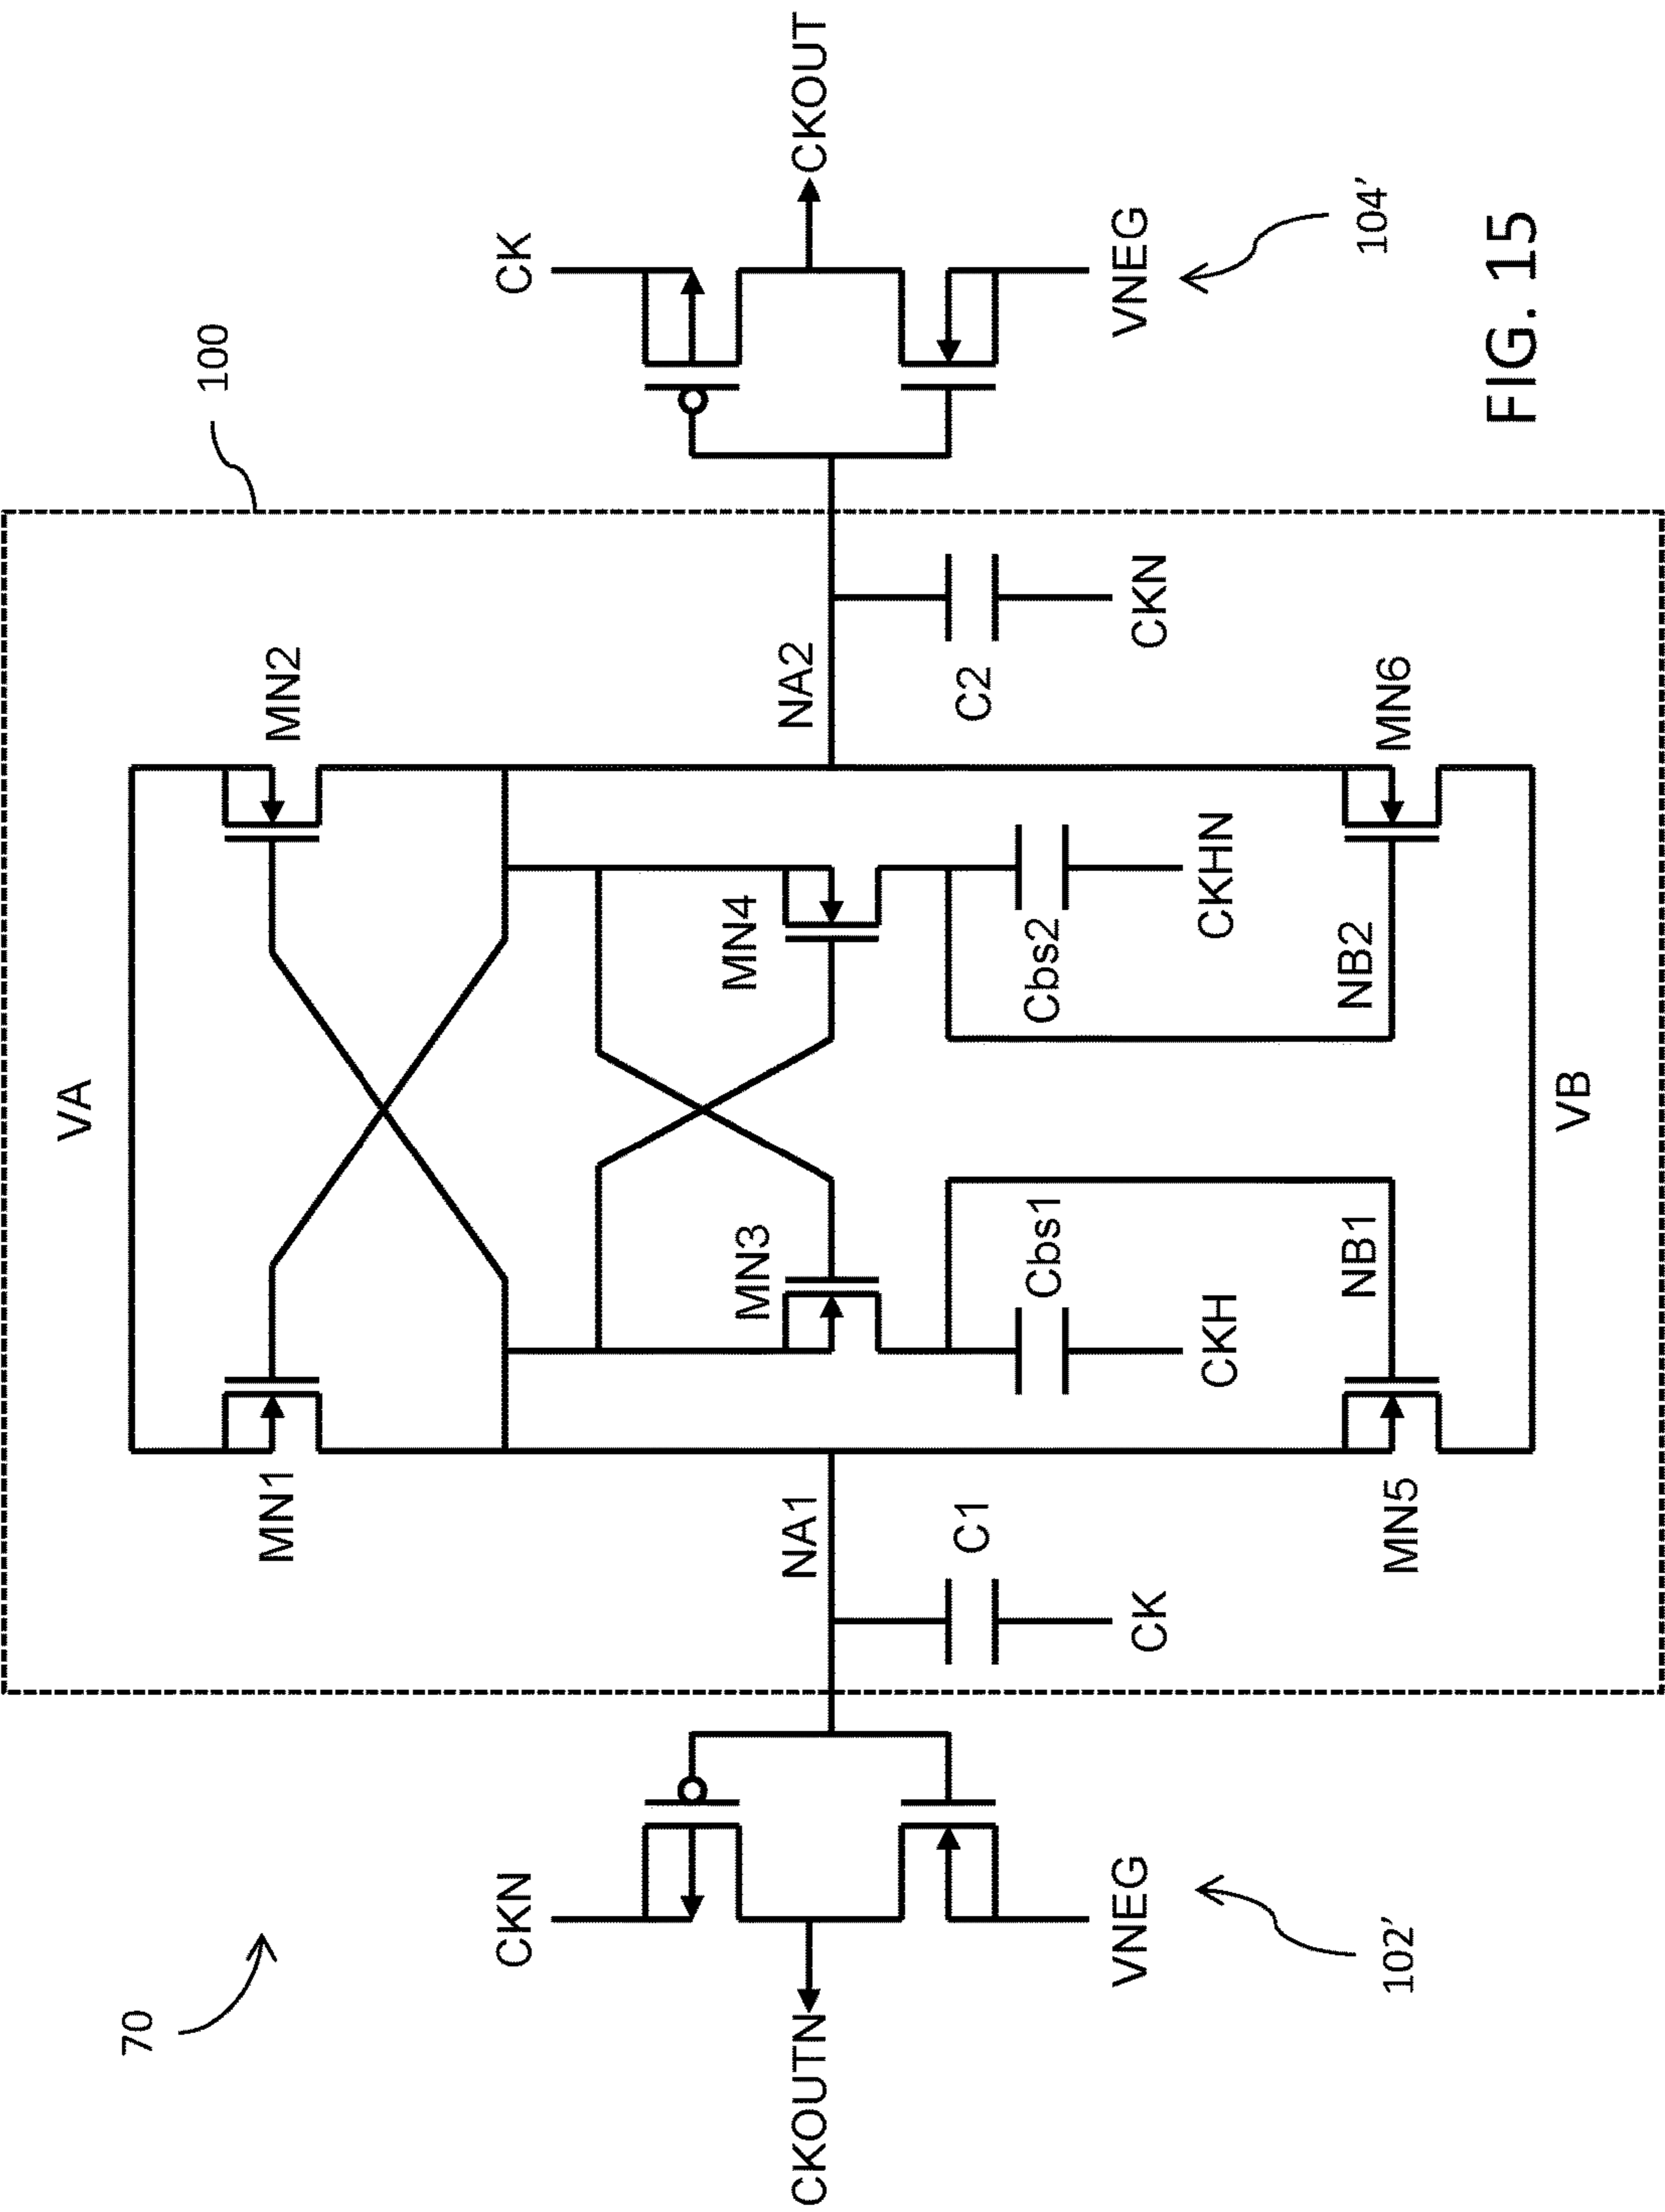 70
100
VA
MN1
MN2
CKN
CK
CKOUTN
CKOUT
NA1
NA2
MN3
MN4
C1
C2
Cbs1
Cbs2
CK
CKN
CKH
CKHN
VNEG
VNEG
NB1
NB2
MN5
MN6
102'
104'
VB
FIG. 15